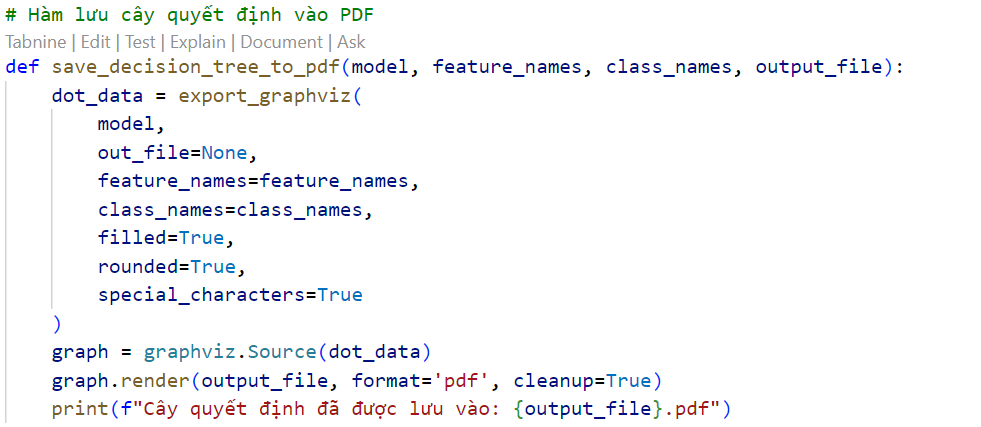 # Hàm lưu cây quyết định vào PDF
Tabnine | Edit | Test | Explain | Document | Ask
def save_decision_tree_to_pdf(model, feature_names, class_names, output_file):
    dot_data = export_graphviz(
        model,
        out_file=None,
        feature_names=feature_names,
        class_names=class_names,
        filled=True,
        rounded=True,
        special_characters=True
    )
    graph = graphviz.Source(dot_data)
    graph.render(output_file, format='pdf', cleanup=True)
    print(f"Cây quyết định đã được lưu vào: {output_file}.pdf")